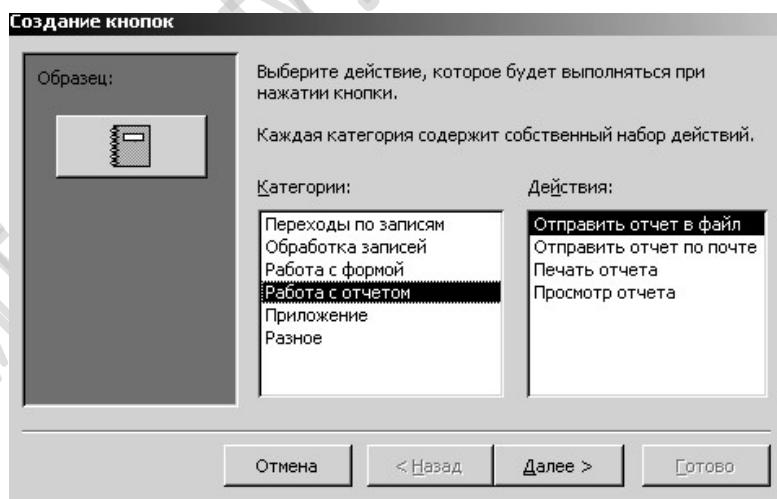 Создание кнопок
Образец:
Выберите действие, которое будет выполняться при
нажатии кнопки.
Каждая категория содержит собственный набор действий.
Категории:
Действия:
Переходы по записям
Обработка записей
Работа с формой
Работа с отчетом
Приложение
Разное
Отправить отчет в файл
Отправить отчет по почте
Печать отчета
Просмотр отчета
Отмена
< Назад
Далее >
Готово